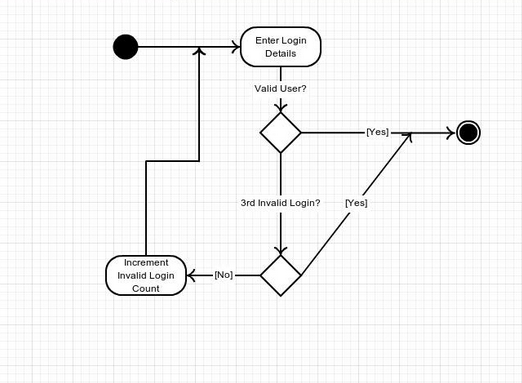 Enter Login
Details
Valid User?
[Yes]
3rd Invalid Login?
[Yes]
Increment
Invalid Login
Count
[No]